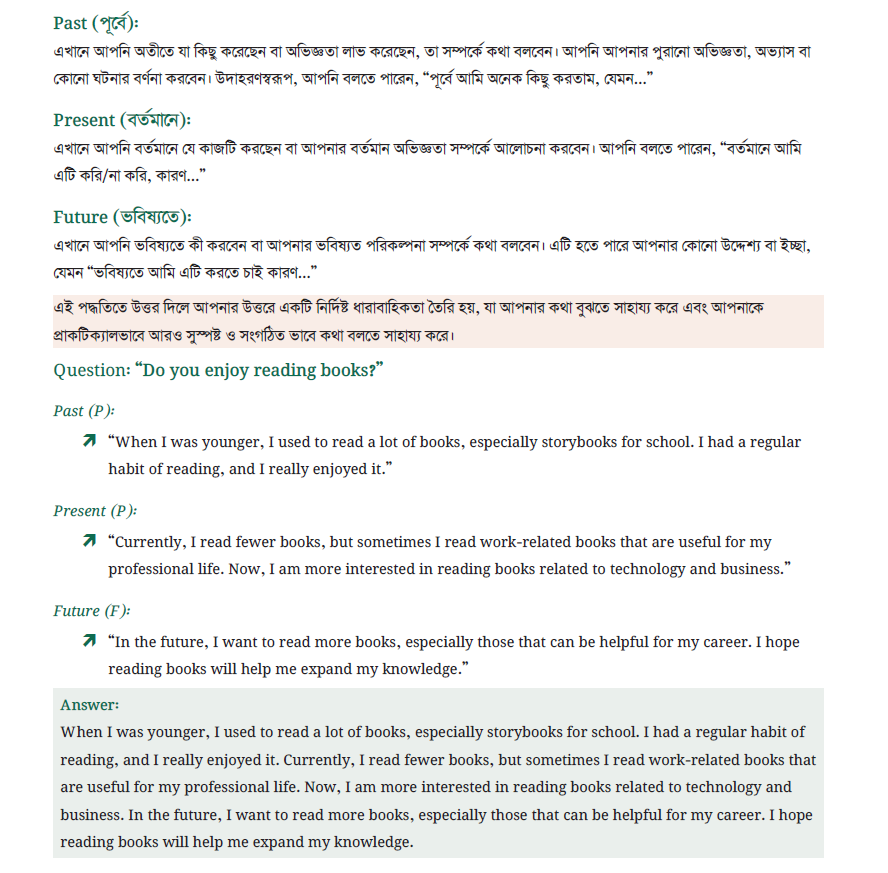 Past (পূর্বে):
এখানে আপনি অতীতে যা কিছু করেছেন বা অভিজ্ঞতা লাভ করেছেন, তা সম্পর্কে কথা বলবেন। আপনি আপনার পুরানো অভিজ্ঞতা, অভ্যাস বা
কোনো ঘটনার বর্ণনা করবেন। উদাহরণস্বরূপ, আপনি বলতে পারেন, “পূর্বে আমি অনেক কিছু করতাম, যেমন...”
Present (বর্তমানে):
এখানে আপনি বর্তমানে যে কাজটি করছেন বা আপনার বর্তমান অভিজ্ঞতা সম্পর্কে আলোচনা করবেন। আপনি বলতে পারেন, “বর্তমানে আমি
এটি করি/না করি, কারণ...”
Future (ভবিষ্যতে):
এখানে আপনি ভবিষ্যতে কী করবেন বা আপনার ভবিষ্যত পরিকল্পনা সম্পর্কে কথা বলবেন। এটি হতে পারে আপনার কোনো উদ্দেশ্য বা ইচ্ছা,
যেমন “ভবিষ্যতে আমি এটি করতে চাই কারণ...”
এই পদ্ধতিতে উত্তর দিলে আপনার উত্তরে একটি নির্দিষ্ট ধারাবাহিকতা তৈরি হয়, যা আপনার কথা বুঝতে সাহায্য করে এবং আপনাকে
প্রাকটিক্যালভাবে আরও সুস্পষ্ট ও সংগঠিত ভাবে কথা বলতে সাহায্য করে।
Question: “Do you enjoy reading books?”
Past (P):
“When I was younger, I used to read a lot of books, especially storybooks for school. I had a regular
habit of reading, and I really enjoyed it.”
Present (P):
“Currently, I read fewer books, but sometimes I read work-related books that are useful for my
professional life. Now, I am more interested in reading books related to technology and business.”
Future (F):
“In the future, I want to read more books, especially those that can be helpful for my career. I hope
reading books will help me expand my knowledge.”
Answer:
When I was younger, I used to read a lot of books, especially storybooks for school. I had a regular habit of
reading, and I really enjoyed it. Currently, I read fewer books, but sometimes I read work-related books that
are useful for my professional life. Now, I am more interested in reading books related to technology and
business. In the future, I want to read more books, especially those that can be helpful for my career. I hope
reading books will help me expand my knowledge.